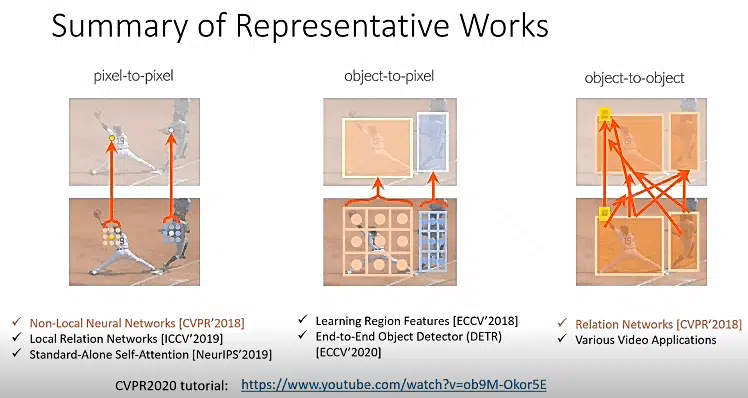 Summary of Representative Works
pixel-to-pixel
object-to-pixel
object-to-object
✓ Non-Local Neural Networks [CVPR'2018]
✓ Local Relation Networks [ICCV'2019]
✓ Standard-Alone Self-Attention [NeurIPS'2019]
✓ Learning Region Features [ECCV'2018]
✓ End-to-End Object Detector (DETR)
[ECCV'2020]
✓ Relation Networks [CVPR'2018]
✓ Various Video Applications
CVPR2020 tutorial: https://www.youtube.com/watch?v=ob9M-Okor5E